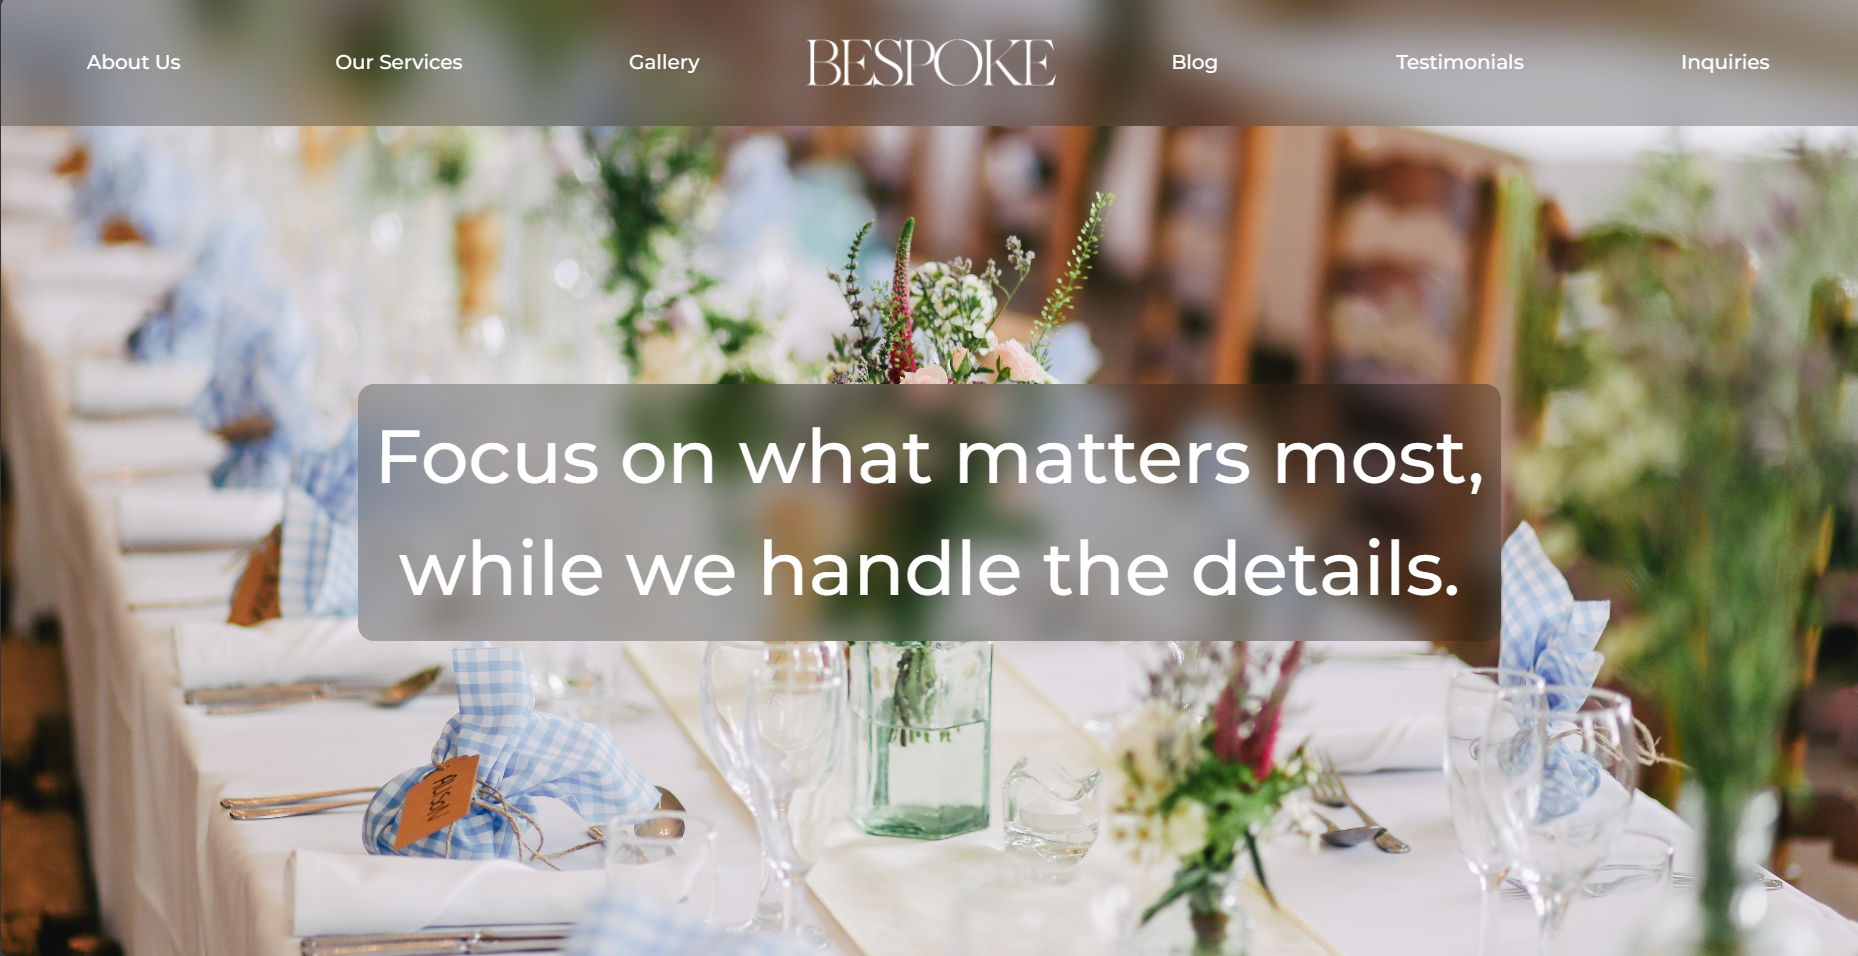 About Us
Our Services
Gallery
BESPOKE
Blog
Testimonials
Inquiries
Focus on what matters most,
while we handle the details.
ALISON